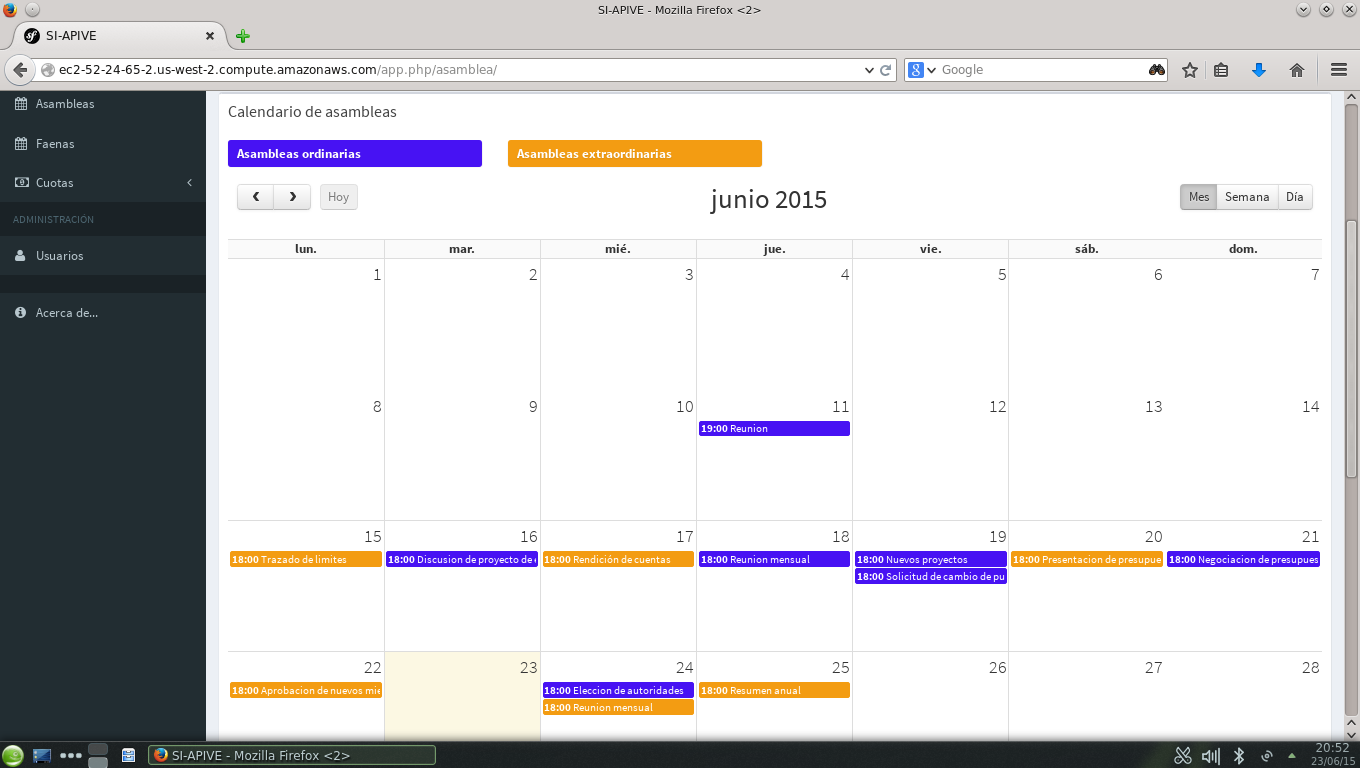 SI-APIVE - Mozilla Firefox <2>
SI-APIVE
ec2-52-24-65-2.us-west-2.compute.amazonaws.com/app.php/asamblea/
Google
Asambleas
Faenas
Cuotas
ADMINISTRACIÓN
Usuarios
Acerca de...
Calendario de asambleas
Asambleas ordinarias Asambleas extraordinarias
Hoy junio 2015 Mes Semana Día
lun. mar. mié. jue. vie. sáb. dom.
1 2 3 4 5 6 7
8 9 10 11 12 13 14
19:00 Reunion
15 16 17 18 19 20 21
18:00 Trazado de limites 18:00 Discusion de proyecto de 18:00 Rendición de cuentas 18:00 Reunion mensual 18:00 Nuevos proyectos 18:00 Presentacion de presupue 18:00 Negociacion de presupues
18:00 Solicitud de cambio de pu
22 23 24 25 26 27 28
18:00 Aprobacion de nuevos mie 18:00 Eleccion de autoridades 18:00 Resumen anual
18:00 Reunion mensual
SI-APIVE - Mozilla Firefox <2>
20:52
23/06/15